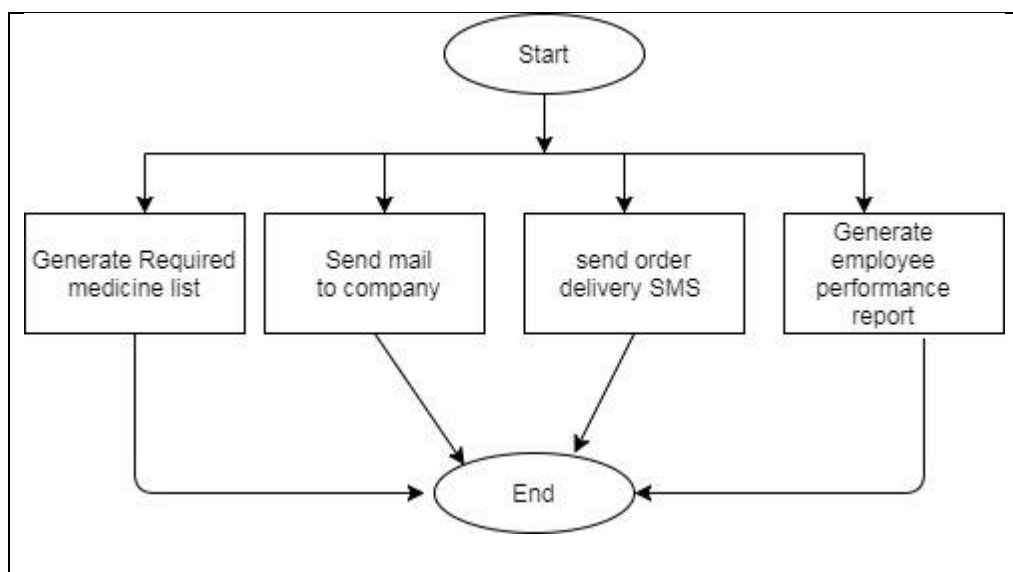 Start
Generate Required
medicine list
Send mail
to company
send order
delivery SMS
Generate
employee
performance
report
End